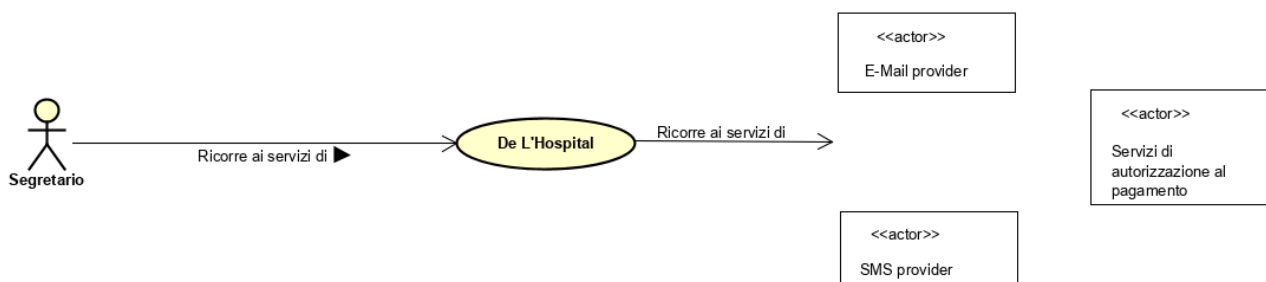 <<actor>>
E-Mail provider
<<actor>>
Servizi di
autorizzazione al
pagamento
De L'Hospital
Ricorre ai servizi di
Ricorre ai servizi di
Segretario
<<actor>>
SMS provider